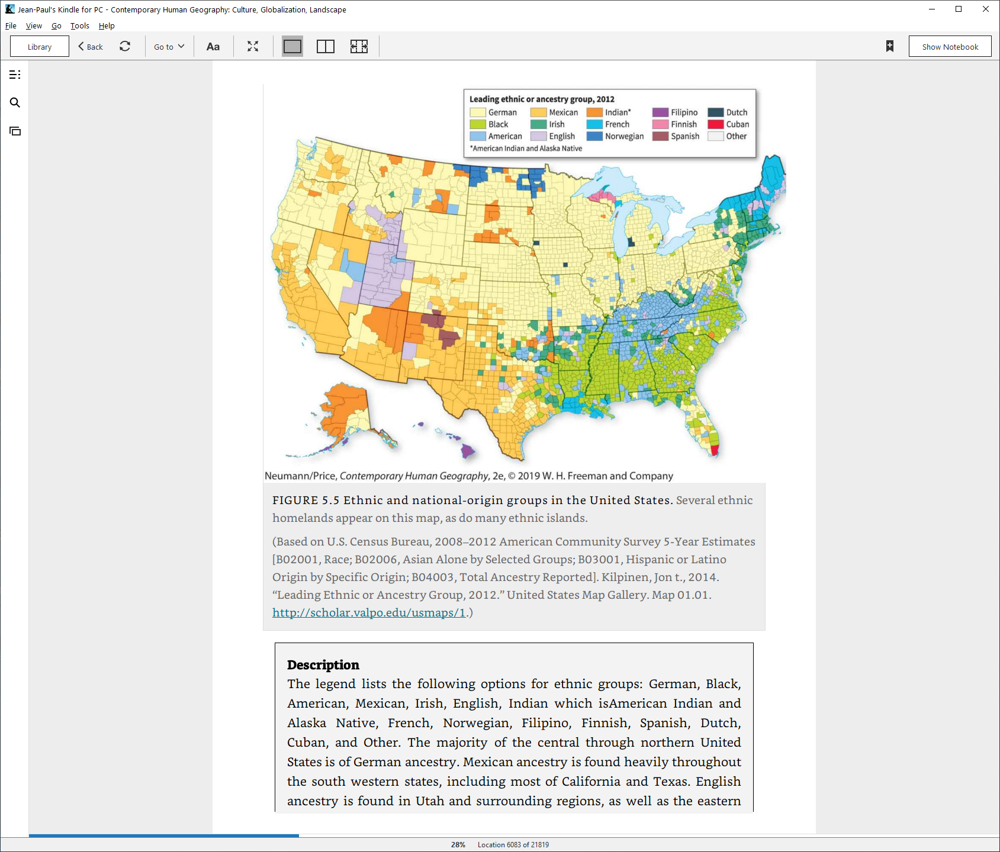 Jean-Paul's Kindle for PC - Contemporary Human Geography: Culture, Globalization, Landscape
File View Go Tools Help
Library Back Go to Aa Show Notebook
Leading ethnic or ancestry group, 2012
German Mexican Indian* Filipino Dutch
Black Irish French Finnish Cuban
American English Norwegian Spanish Other
*American Indian and Alaska Native
Neumann/Price, Contemporary Human Geography, 2e, © 2019 W. H. Freeman and Company
FIGURE 5.5 Ethnic and national-origin groups in the United States. Several ethnic
homelands appear on this map, as do many ethnic islands.
(Based on U.S. Census Bureau, 2008–2012 American Community Survey 5-Year Estimates
[B02001, Race; B02006, Asian Alone by Selected Groups; B03001, Hispanic or Latino
Origin by Specific Origin; B04003, Total Ancestry Reported]. Kilpinen, Jon t., 2014.
“Leading Ethnic or Ancestry Group, 2012.” United States Map Gallery. Map 01.01.
http://scholar.valpo.edu/usmaps/1.)
Description
The legend lists the following options for ethnic groups: German, Black,
American, Mexican, Irish, English, Indian which isAmerican Indian and
Alaska Native, French, Norwegian, Filipino, Finnish, Spanish, Dutch,
Cuban, and Other. The majority of the central through northern United
States is of German ancestry. Mexican ancestry is found heavily throughout
the south western states, including most of California and Texas. English
ancestry is found in Utah and surrounding regions, as well as the eastern
28% Location 6083 of 21819